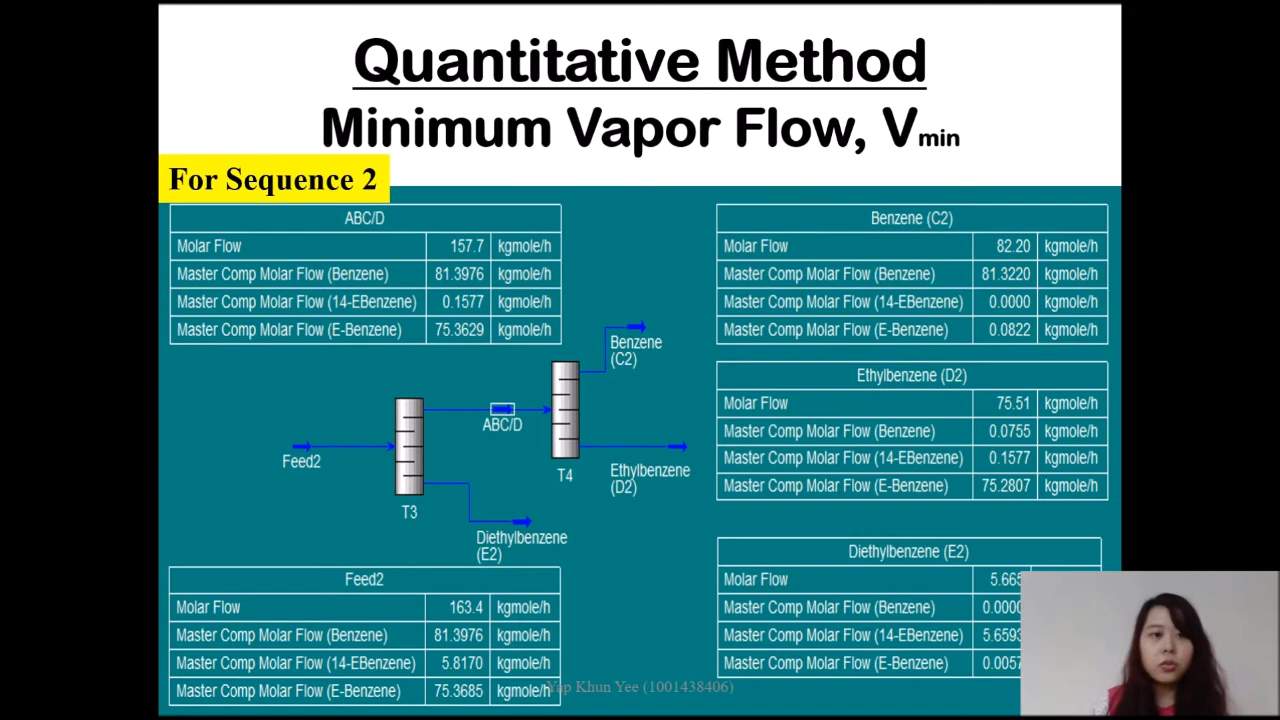 Quantitative Method
Minimum Vapor Flow, Vmin
For Sequence 2
ABC/D
Molar Flow 157.7 kgmole/h
Master Comp Molar Flow (Benzene) 81.3976 kgmole/h
Master Comp Molar Flow (14-EBenzene) 0.1577 kgmole/h
Master Comp Molar Flow (E-Benzene) 75.3629 kgmole/h
Benzene (C2)
Molar Flow 82.20 kgmole/h
Master Comp Molar Flow (Benzene) 81.3220 kgmole/h
Master Comp Molar Flow (14-EBenzene) 0.0000 kgmole/h
Master Comp Molar Flow (E-Benzene) 0.0822 kgmole/h
Benzene
(C2)
ABC/D
Feed2
T4
Ethylbenzene
(D2)
T3
Diethylbenzene
(E2)
Ethylbenzene (D2)
Molar Flow 75.51 kgmole/h
Master Comp Molar Flow (Benzene) 0.0755 kgmole/h
Master Comp Molar Flow (14-EBenzene) 0.1577 kgmole/h
Master Comp Molar Flow (E-Benzene) 75.2807 kgmole/h
Feed2
Molar Flow 163.4 kgmole/h
Master Comp Molar Flow (Benzene) 81.3976 kgmole/h
Master Comp Molar Flow (14-EBenzene) 5.8170 kgmole/h
Master Comp Molar Flow (E-Benzene) 75.3685 kgmole/h
Diethylbenzene (E2)
Molar Flow 5.665
Master Comp Molar Flow (Benzene) 0.0000
Master Comp Molar Flow (14-EBenzene) 5.6593
Master Comp Molar Flow (E-Benzene) 0.0057
Yap Khun Yee (1001438406)